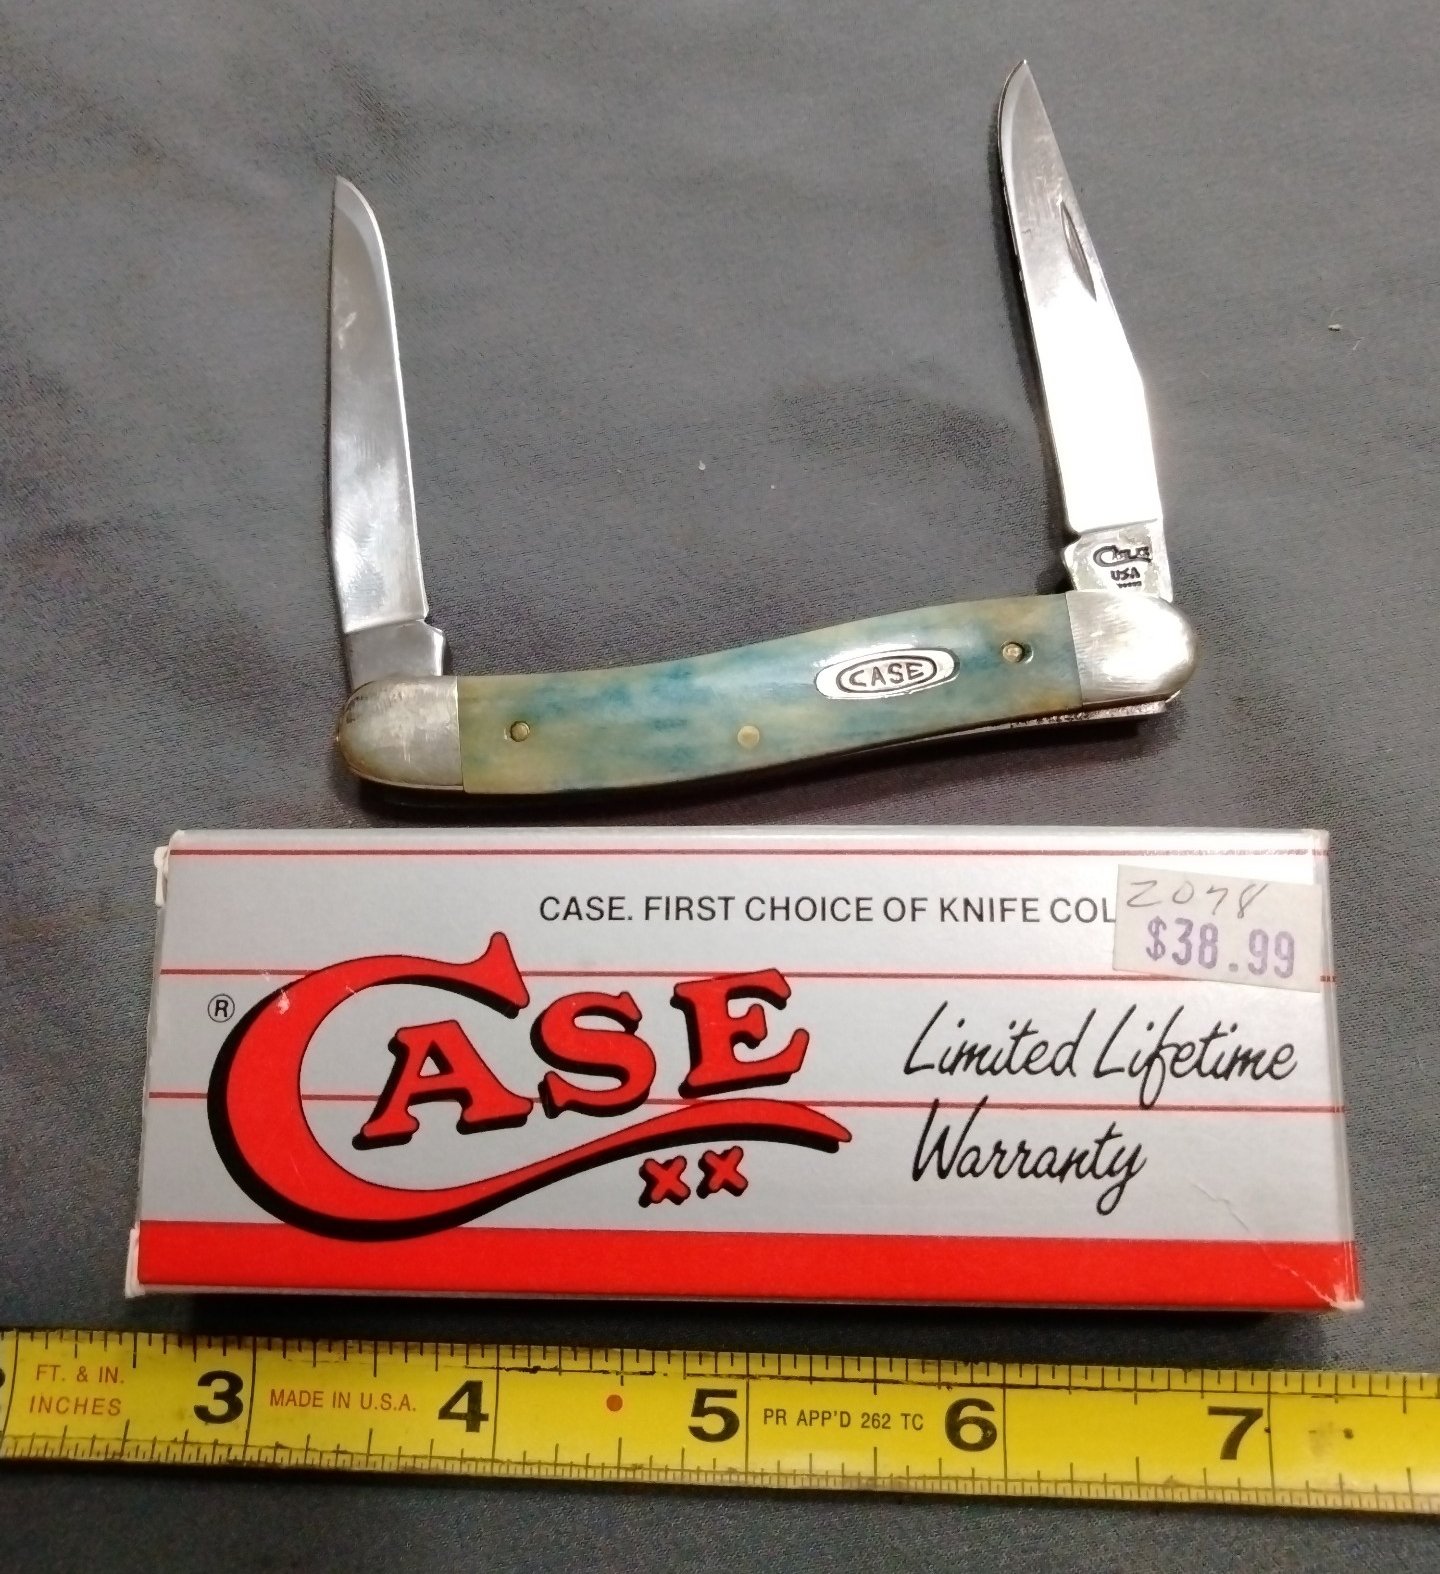 CASE
USA
CASE
CASE. FIRST CHOICE OF KNIFE COL
2078
$38.99
®
CASE
XX
Limited Lifetime
Warranty
FT. & IN.
INCHES
3
MADE IN U.S.A.
4
5
PR APP'D 262 TC
6
7